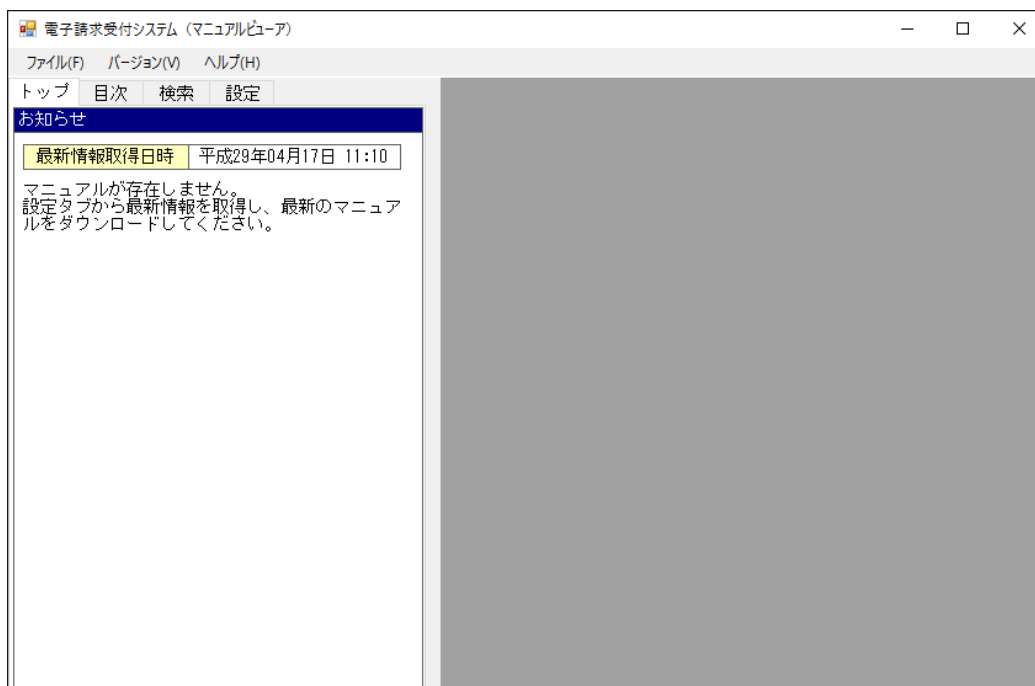 電子請求受付システム（マニュアルビューア）
ファイル(F) バージョン(V) ヘルプ(H)
トップ 目次 検索 設定
お知らせ
最新情報取得日時 平成29年04月17日 11:10
マニュアルが存在しません。
設定タブから最新情報を取得し、最新のマニュア
ルをダウンロードしてください。